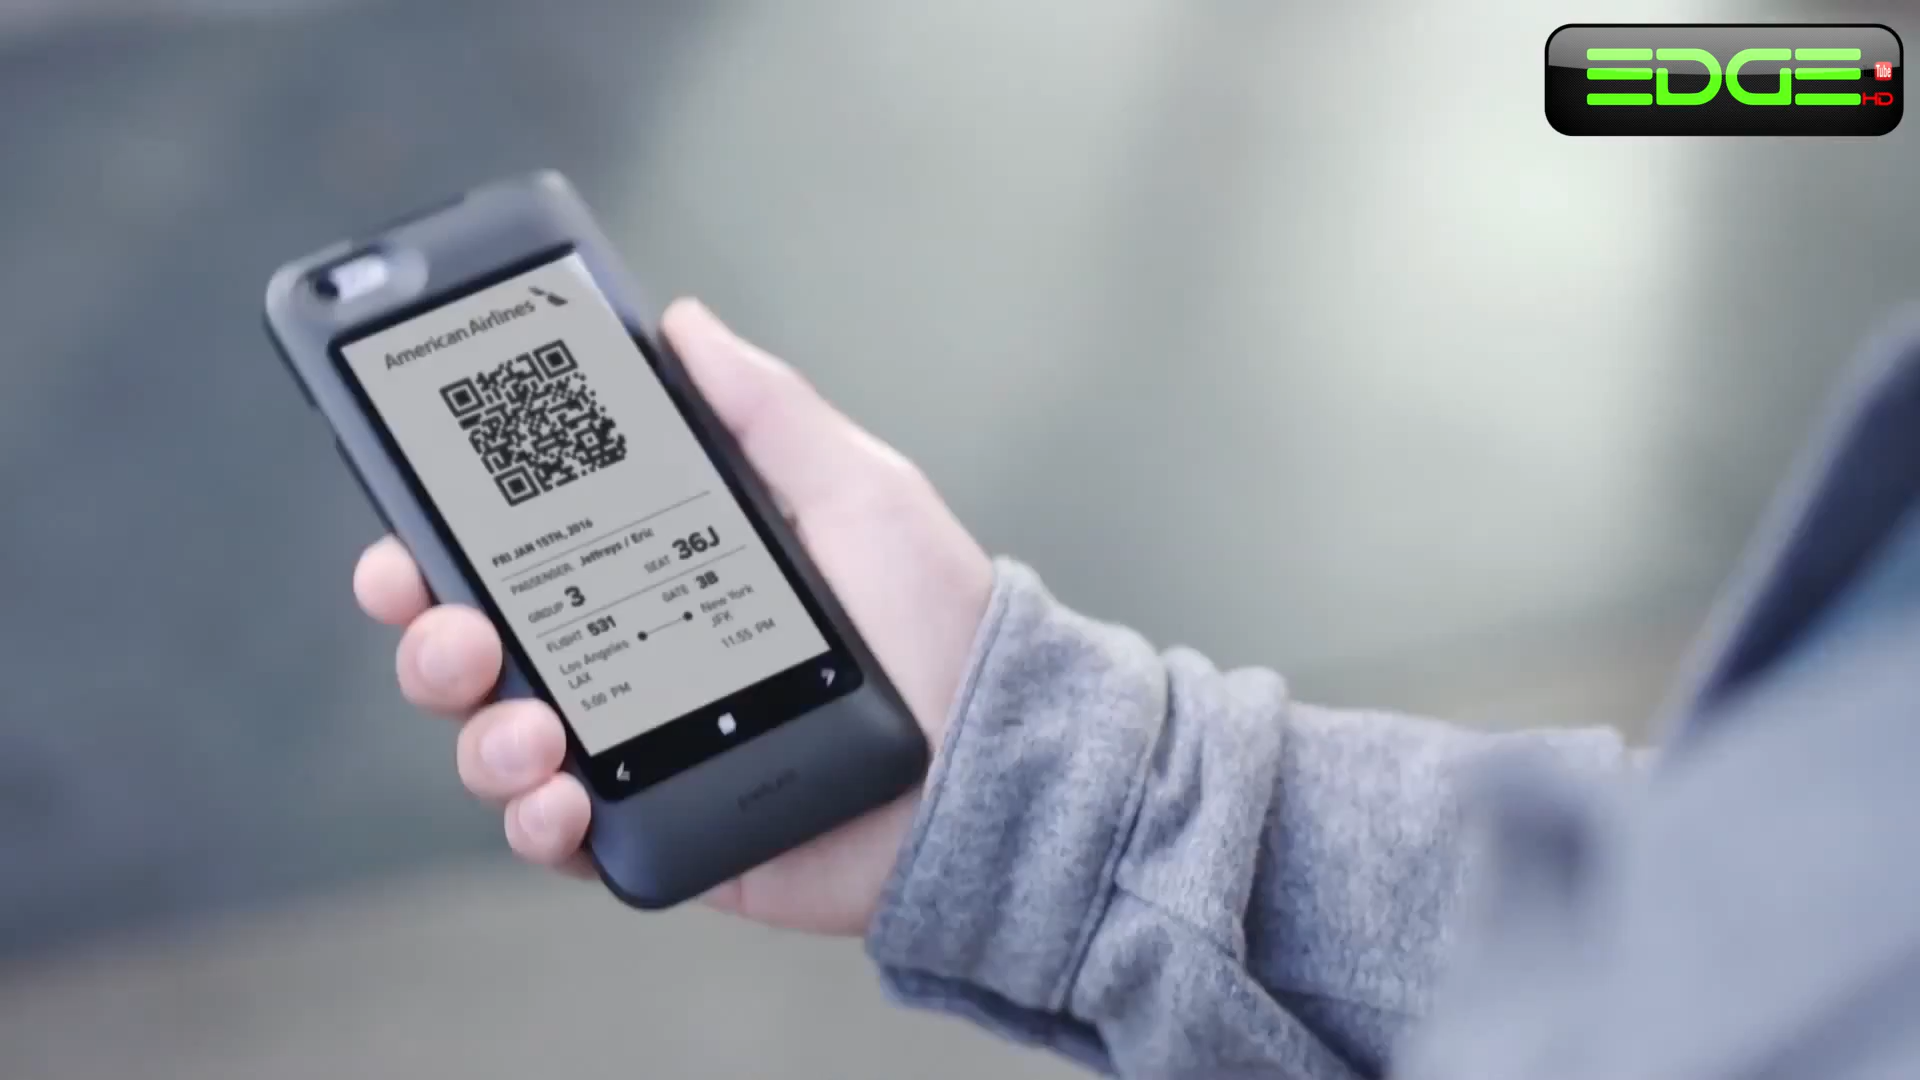 EDGE
Tube
HD
American Airlines
FRI JAN 15TH, 2016
PASSENGER Jeffreys / Eric
GROUP 3 SEAT 36J
FLIGHT 531 GATE 3B
Los Angeles New York
LAX JFK
5:00 PM 11:55 PM